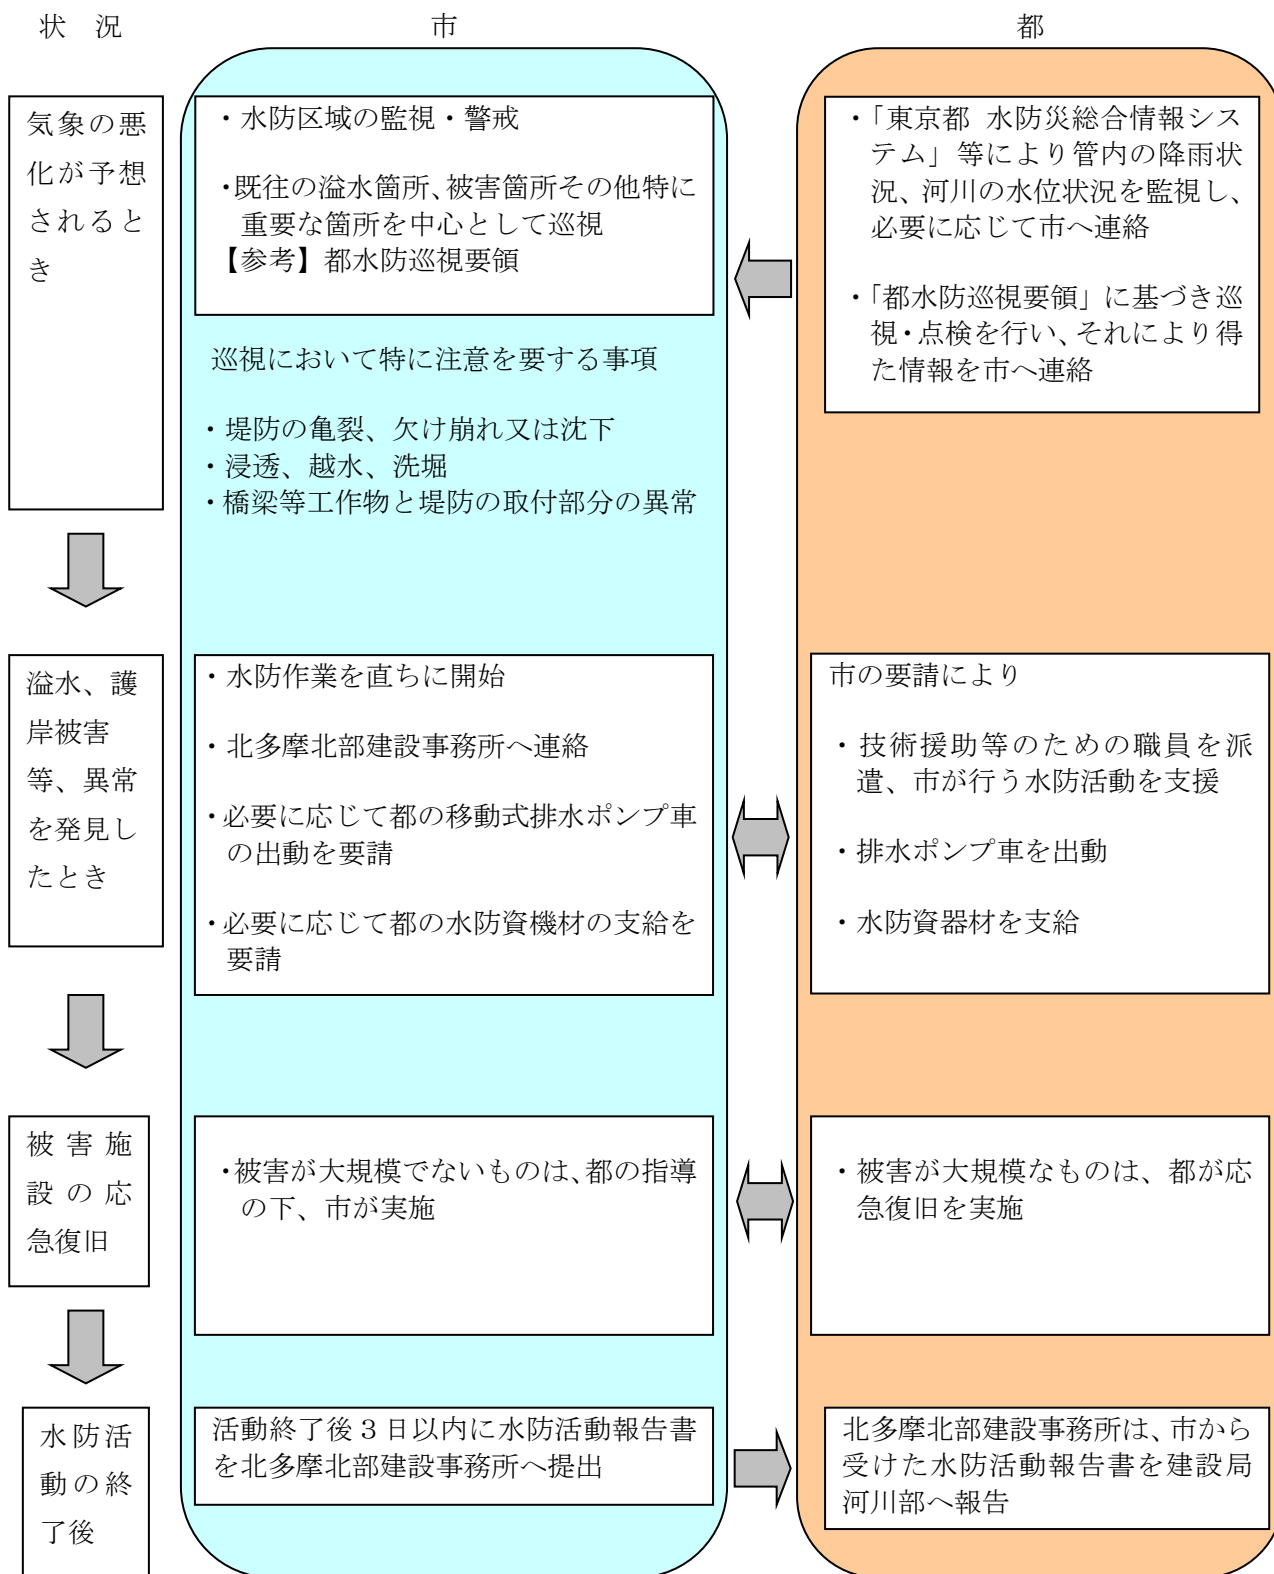 状　況
市
都
気象の悪
化が予想
されると
き
・水防区域の監視・警戒
・既往の溢水箇所、被害箇所その他特に
重要な箇所を中心として巡視
【参考】都水防巡視要領
巡視において特に注意を要する事項
・堤防の亀裂、欠け崩れ又は沈下
・浸透、越水、洗堀
・橋梁等工作物と堤防の取付部分の異常
・「東京都 水防災総合情報シス
テム」等により管内の降雨状
況、河川の水位状況を監視し、
必要に応じて市へ連絡
・「都水防巡視要領」に基づき巡
視・点検を行い、それにより得
た情報を市へ連絡
溢水、護
岸被害
等、異常
を発見し
たとき
・水防作業を直ちに開始
・北多摩北部建設事務所へ連絡
・必要に応じて都の移動式排水ポンプ車
の出動を要請
・必要に応じて都の水防資機材の支給を
要請
市の要請により
・技術援助等のための職員を派
遣、市が行う水防活動を支援
・排水ポンプ車を出動
・水防資器材を支給
被害施
設の応
急復旧
・被害が大規模でないものは、都の指導
の下、市が実施
・被害が大規模なものは、都が応
急復旧を実施
水防活
動の終
了後
活動終了後３日以内に水防活動報告書
を北多摩北部建設事務所へ提出
北多摩北部建設事務所は、市から
受けた水防活動報告書を建設局
河川部へ報告